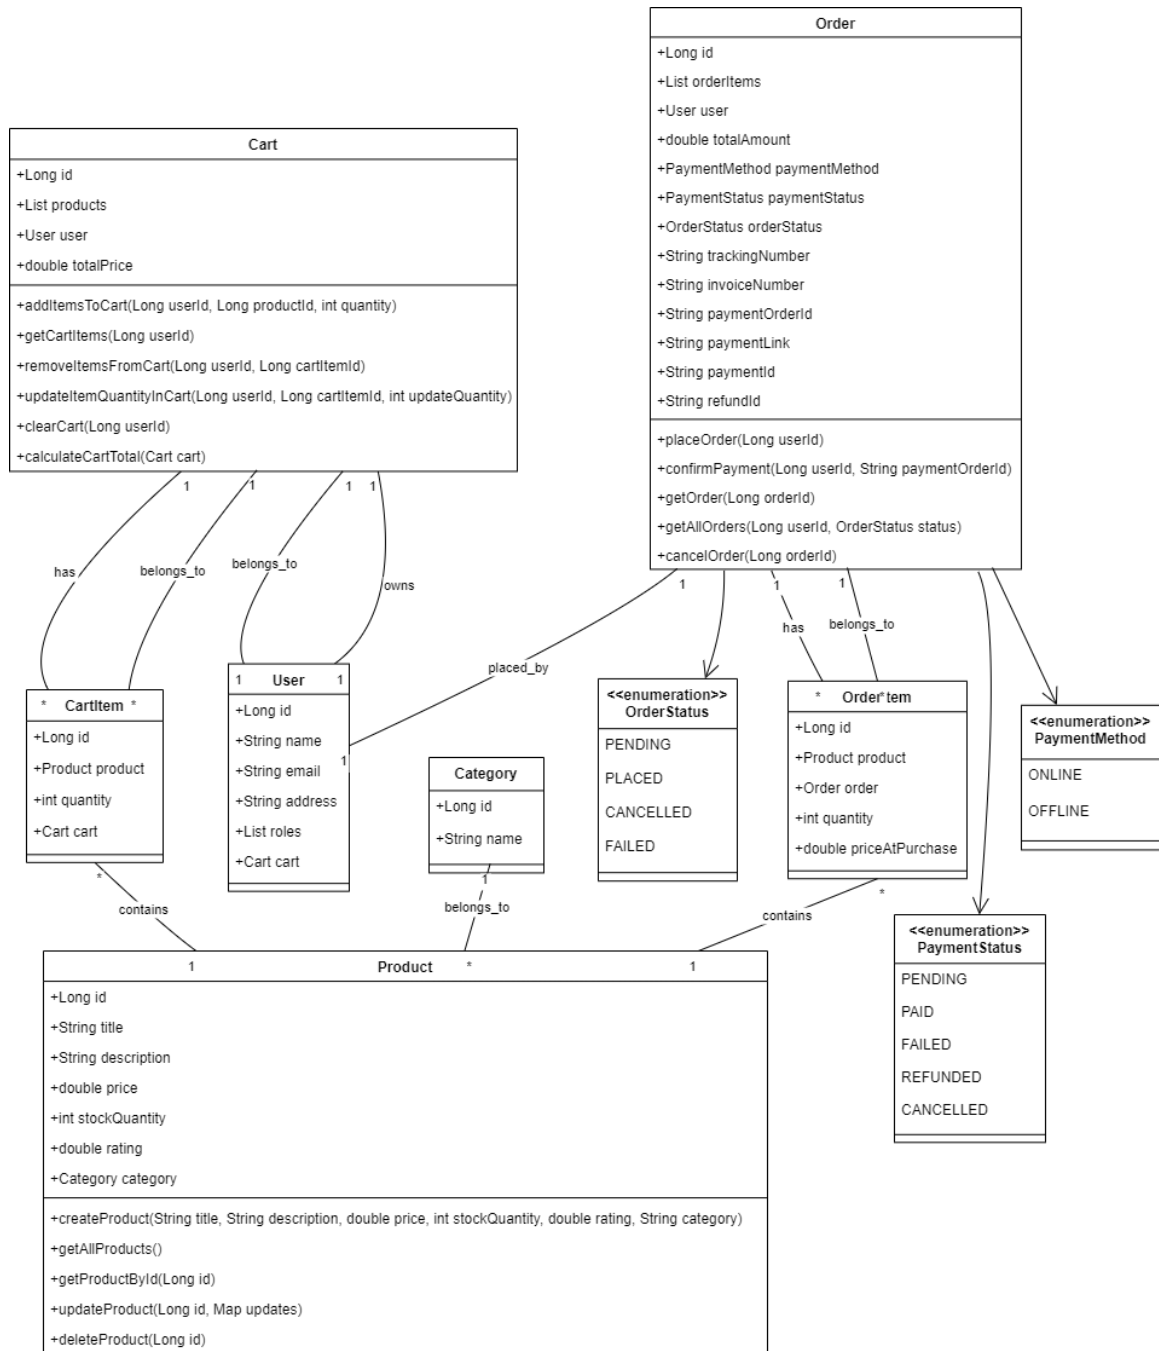 Order
+Long id
+List orderItems
+User user
+double totalAmount
+PaymentMethod paymentMethod
+PaymentStatus paymentStatus
+OrderStatus orderStatus
+String trackingNumber
+String invoiceNumber
+String paymentOrderId
+String paymentLink
+String paymentId
+String refundId
+placeOrder(Long userId)
+confirmPayment(Long userId, String paymentOrderId)
+getOrder(Long orderId)
+getAllOrders(Long userId, OrderStatus status)
+cancelOrder(Long orderId)
Cart
+Long id
+List products
+User user
+double totalPrice
+addItemsToCart(Long userId, Long productId, int quantity)
+getCartItems(Long userId)
+removeItemsFromCart(Long userId, Long cartItemId)
+updateItemQuantityInCart(Long userId, Long cartItemId, int updateQuantity)
+clearCart(Long userId)
+calculateCartTotal(Cart cart)
1
1
1
1
1
1
1
has
belongs_to
belongs_to
owns
placed_by
has
belongs_to
* CartItem *
+Long id
+Product product
+int quantity
+Cart cart
*
1 User 1
+Long id
+String name
+String email
+String address
+List roles
+Cart cart
1
Category
+Long id
+String name
1
<<enumeration>>
OrderStatus
PENDING
PLACED
CANCELLED
FAILED
* Order*tem
+Long id
+Product product
+Order order
+int quantity
+double priceAtPurchase
*
<<enumeration>>
PaymentMethod
ONLINE
OFFLINE
contains
belongs_to
contains
<<enumeration>>
PaymentStatus
PENDING
PAID
FAILED
REFUNDED
CANCELLED
1 Product * 1
+Long id
+String title
+String description
+double price
+int stockQuantity
+double rating
+Category category
+createProduct(String title, String description, double price, int stockQuantity, double rating, String category)
+getAllProducts()
+getProductById(Long id)
+updateProduct(Long id, Map updates)
+deleteProduct(Long id)